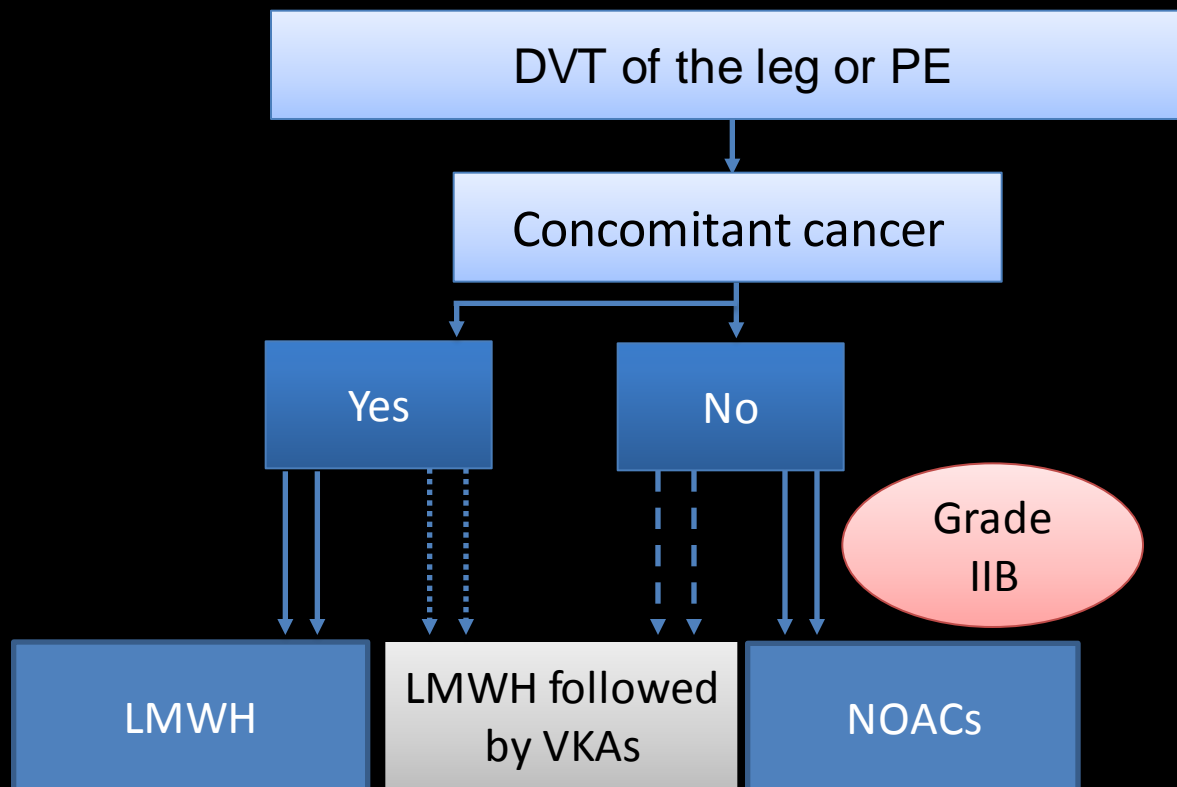 DVT of the leg or PE
Concomitant cancer
Yes
No
Grade
IIB
LMWH
LMWH followed
by VKAs
NOACs